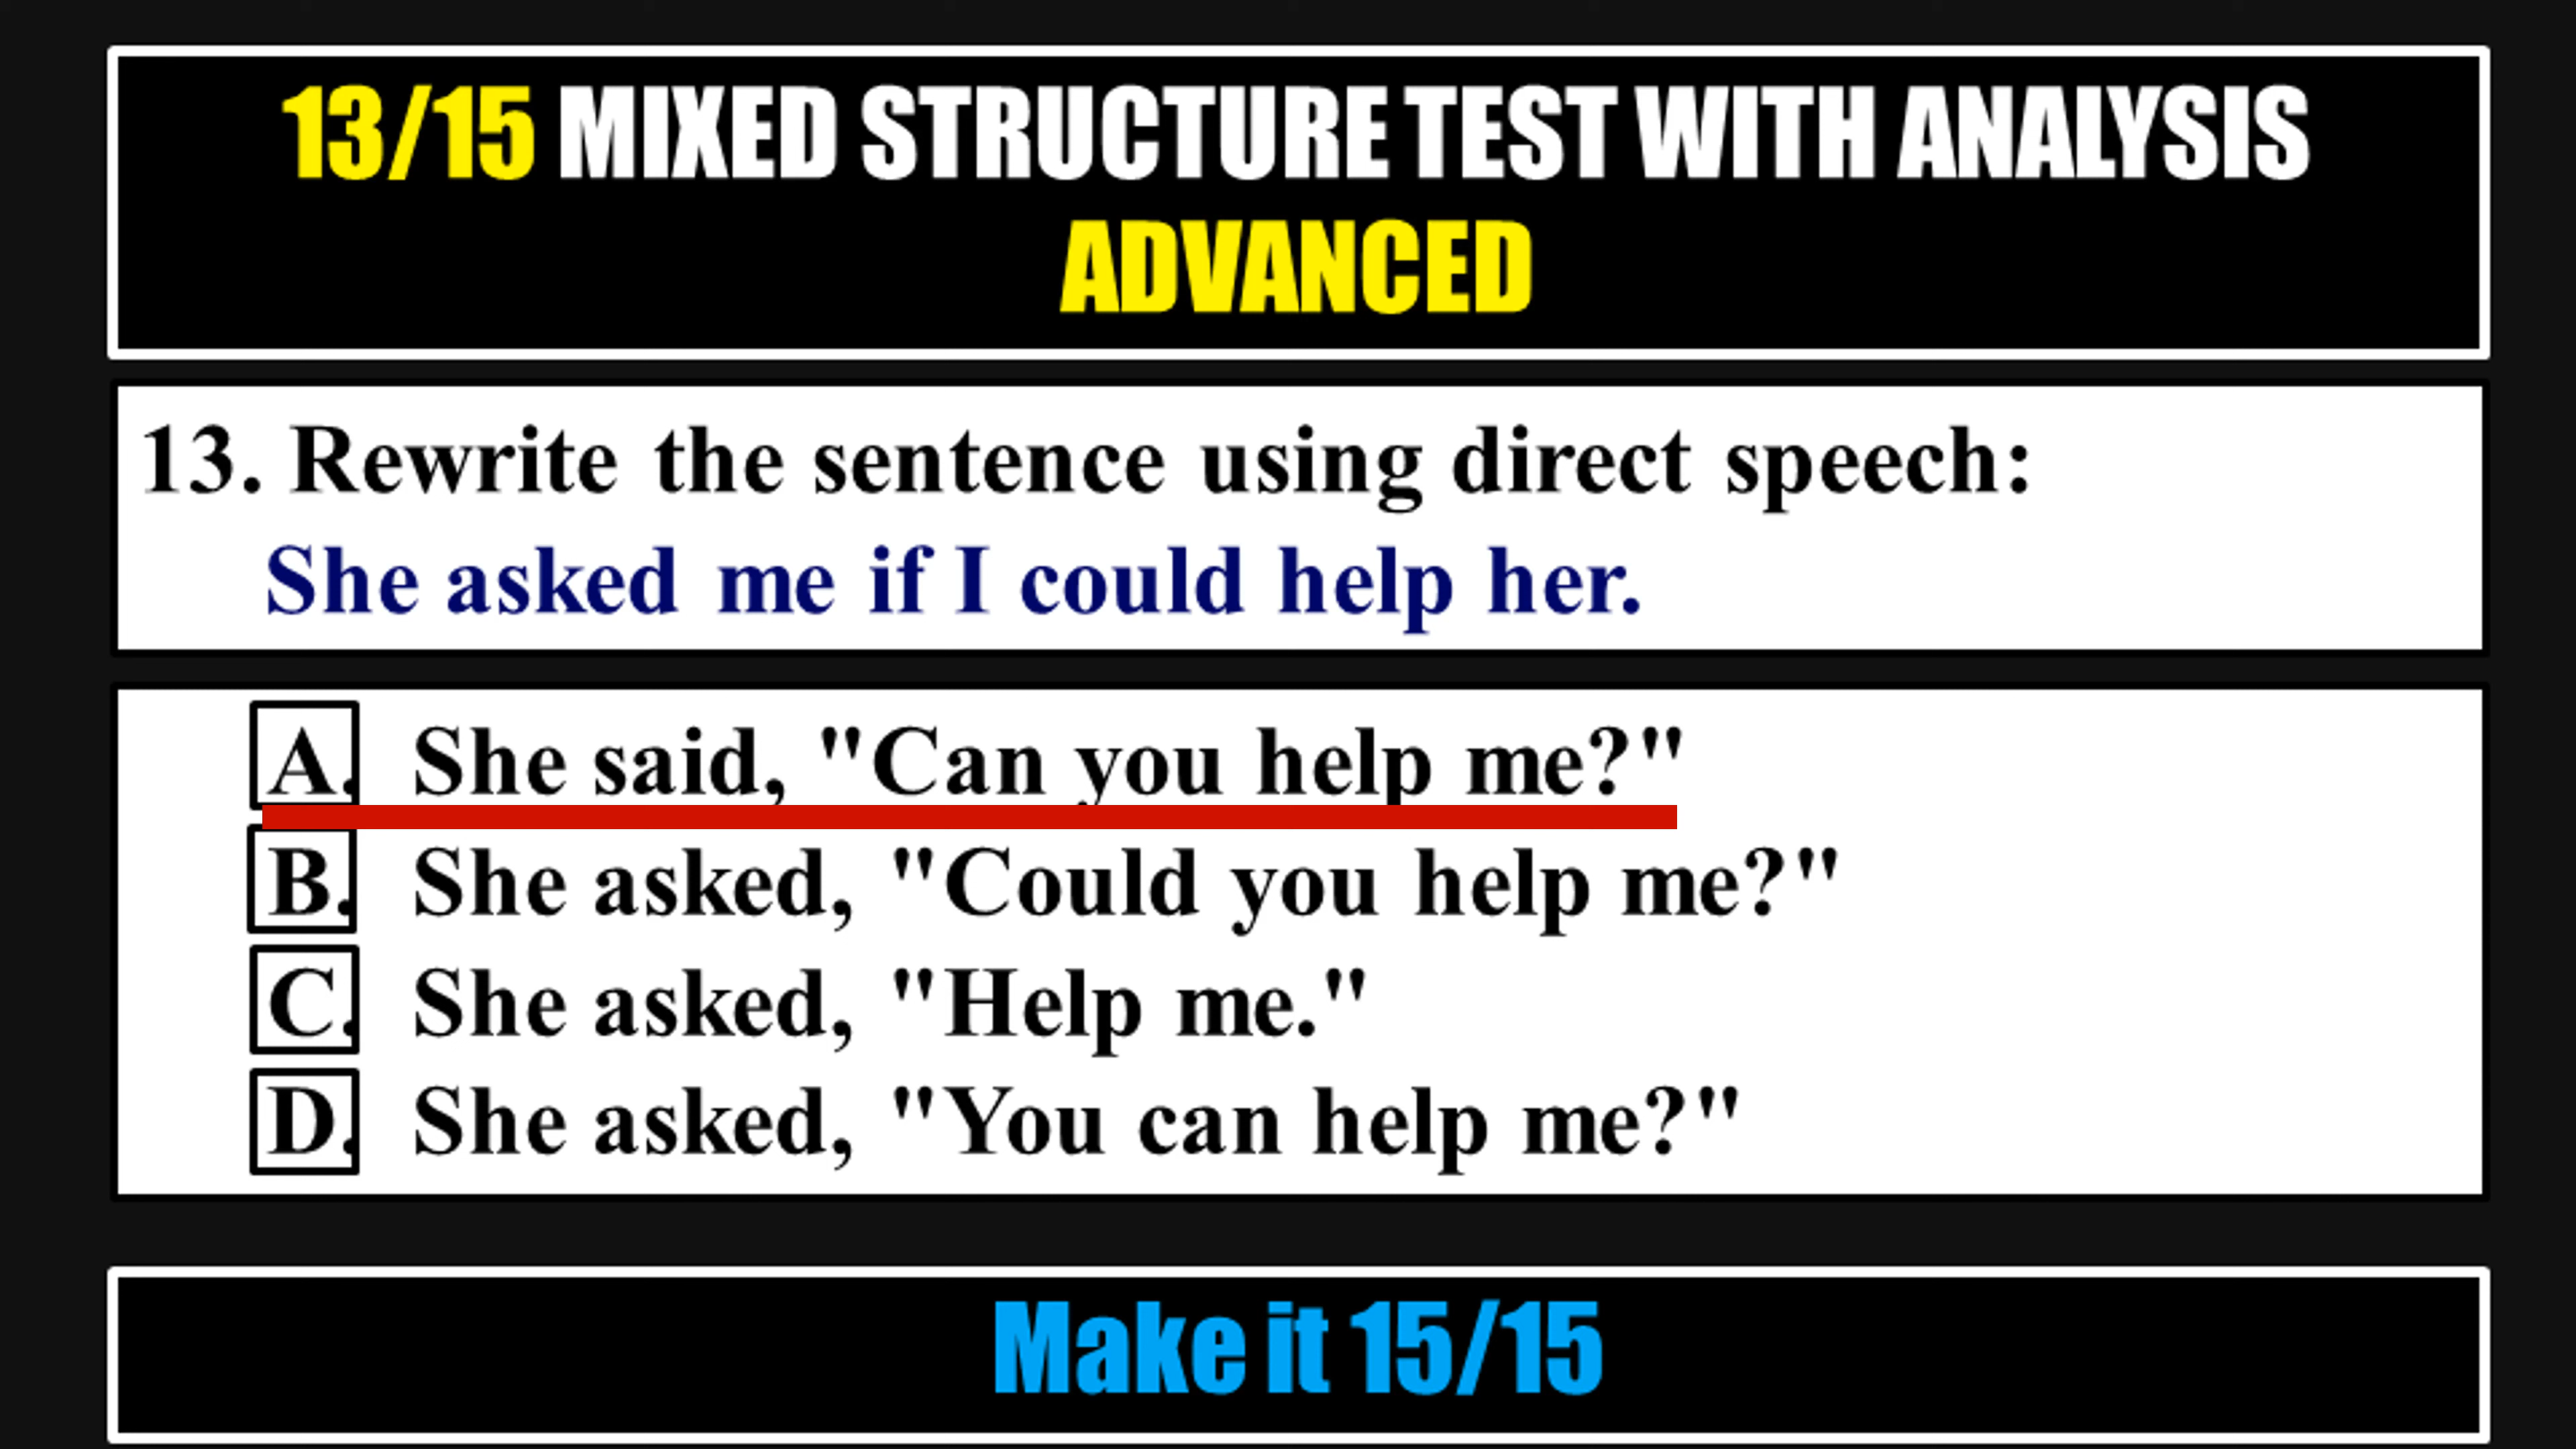 13/15 MIXED STRUCTURE TEST WITH ANALYSIS
ADVANCED
13. Rewrite the sentence using direct speech:
She asked me if I could help her.
A. She said, "Can you help me?"
B. She asked, "Could you help me?"
C. She asked, "Help me."
D. She asked, "You can help me?"
Make it 15/15